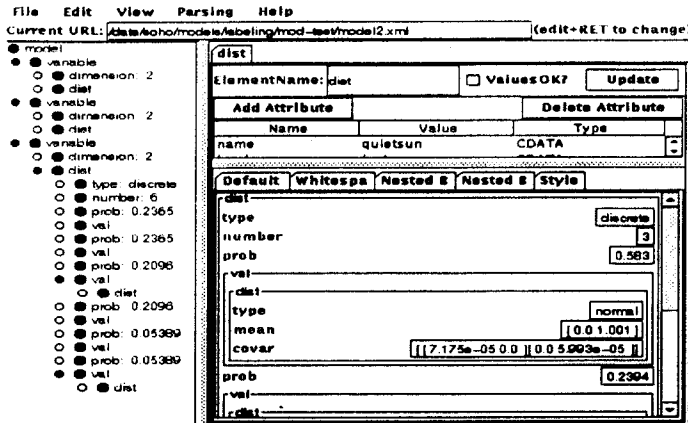 File Edit View Parsing Help
Current URL: /data/soho/models/labeling/mod-test/model2.xml (edit+RET to change)
model
variable
dimension: 2
dist
variable
dimension: 2
dist
variable
dimension: 2
dist
type: discrete
number: 6
prob: 0.2365
val
prob: 0.2365
val
prob: 0.2096
val
dist
prob: 0.2096
val
prob: 0.05389
val
prob: 0.05389
val
dist
dist
ElementName: dist ValuesOK? Update
Add Attribute Delete Attribute
Name Value Type
name quietsun CDATA
Default Whitespa Nested E Nested E Style
dist
type discrete
number 3
prob 0.583
val
dist
type normal
mean [ 0.0 1.001 ]
covar [[ 7.175e-05 0.0 ][ 0.0 5.993e-05 ]]
prob 0.2394
val
dist